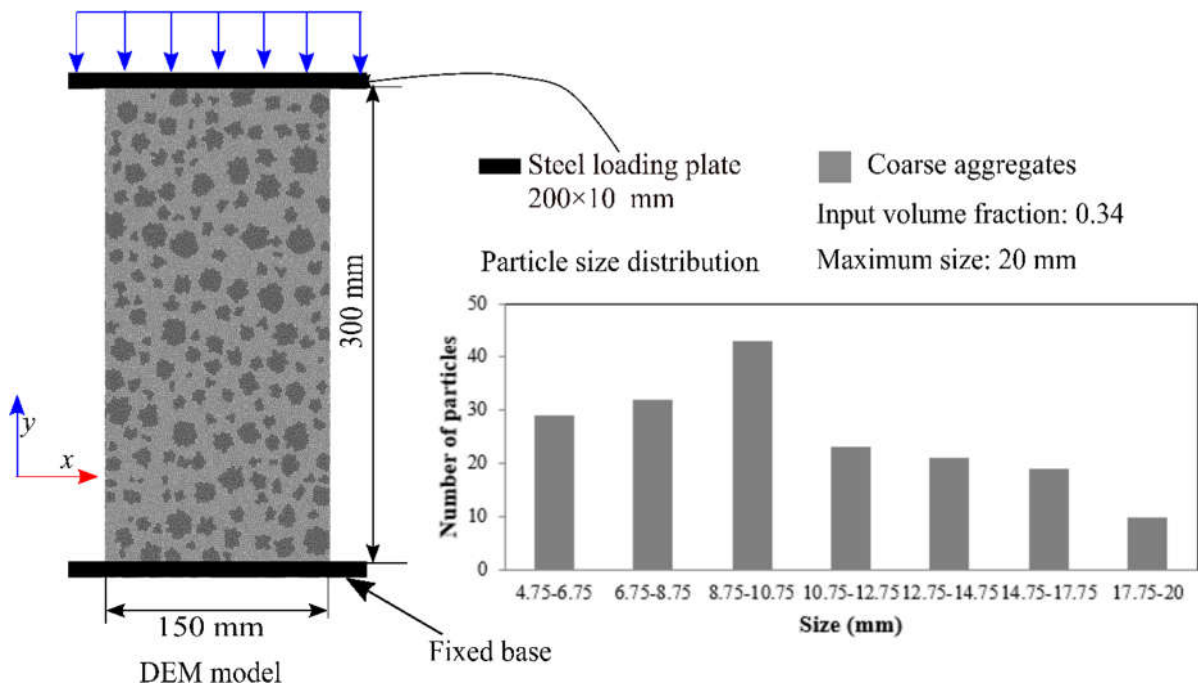 Steel loading plate
200×10 mm
Coarse aggregates
Input volume fraction: 0.34
Maximum size: 20 mm
Particle size distribution
300 mm
y
x
150 mm
DEM model
Fixed base
Number of particles
50
40
30
20
10
0
4.75-6.75 6.75-8.75 8.75-10.75 10.75-12.75 12.75-14.75 14.75-17.75 17.75-20
Size (mm)